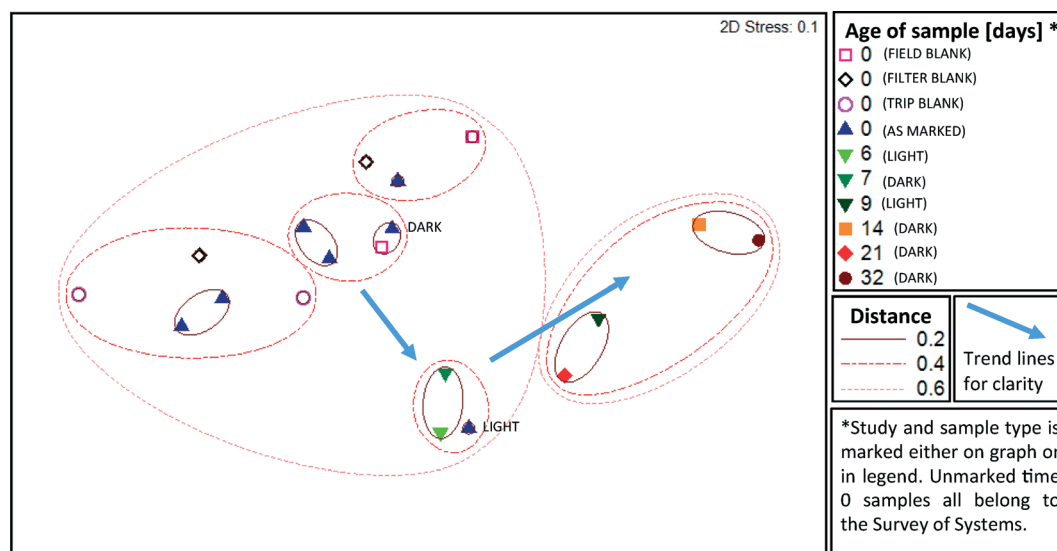 2D Stress: 0.1
DARK
LIGHT
Age of sample [days] *
0 (FIELD BLANK)
0 (FILTER BLANK)
0 (TRIP BLANK)
0 (AS MARKED)
6 (LIGHT)
7 (DARK)
9 (LIGHT)
14 (DARK)
21 (DARK)
32 (DARK)
Distance
0.2
0.4
0.6
Trend lines
for clarity
*Study and sample type is
marked either on graph or
in legend. Unmarked time
0 samples all belong to
the Survey of Systems.